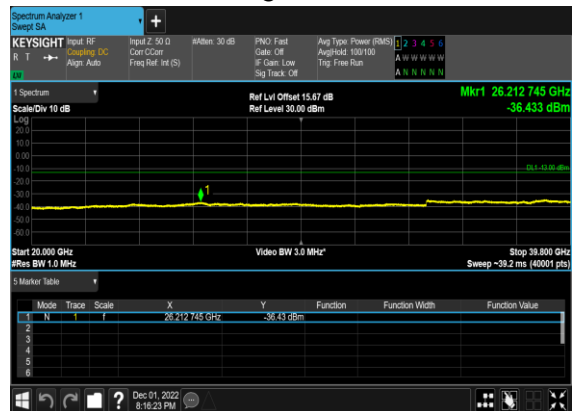 Spectrum Analyzer 1
Swept SA
+
KEYSIGHT Input: RF Input Z: 50 Ω #Atten: 30 dB PNO: Fast Avg Type: Power (RMS) 1 2 3 4 5 6
R T Coupling: DC Corr CCorr Gate: Off Avg|Hold: 100/100 A W W W W W
Align: Auto Freq Ref: Int (S) IF Gain: Low Trig: Free Run
Sig Track: Off A N N N N N
1 Spectrum Ref Lvl Offset 15.67 dB Mkr1 26.212 745 GHz
Scale/Div 10 dB Ref Level 30.00 dBm -36.433 dBm
Log
20.0
10.0
0.00
-10.0 DL1 -13.00 dBm
-20.0
-30.0 1
-40.0
-50.0
-60.0
Start 20.000 GHz Video BW 3.0 MHz* Stop 39.800 GHz
#Res BW 1.0 MHz Sweep ~39.2 ms (40001 pts)
5 Marker Table
Mode Trace Scale X Y Function Function Width Function Value
1 N 1 f 26.212 745 GHz -36.43 dBm
2
3
4
5
6
? Dec 01, 2022
8:16:23 PM